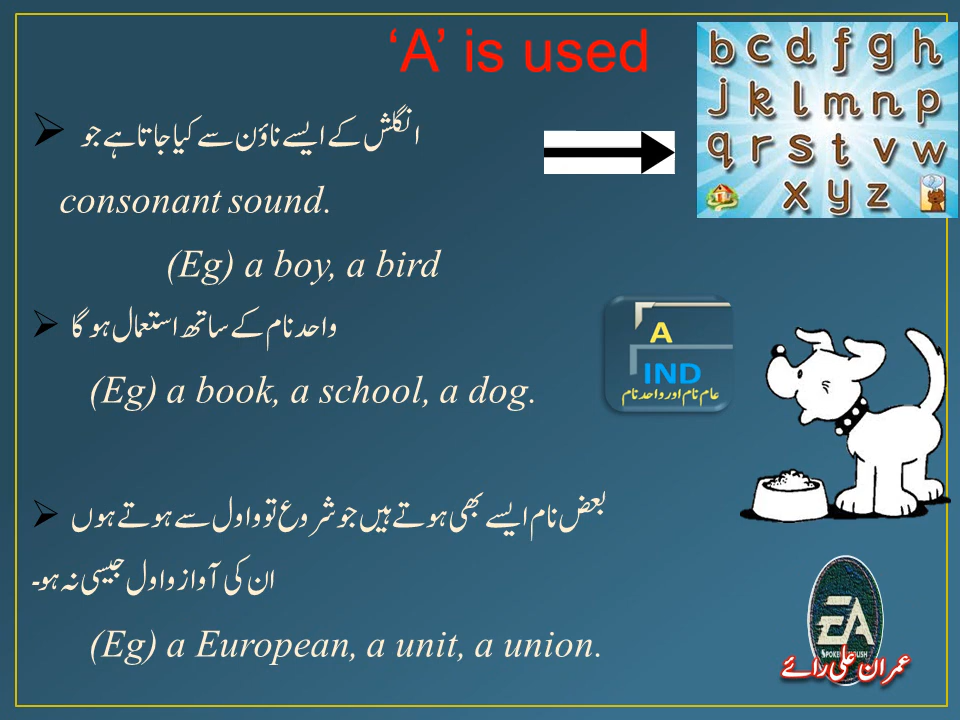 ‘A’ is used
انگلش کے ایسے ناؤن سے کیا جاتا ہے جو
consonant sound.
(Eg) a boy, a bird
واحد نام کے ساتھ استعمال ہو گا
(Eg) a book, a school, a dog.
بعض نام ایسے بھی ہوتے ہیں جو شروع تو واول سے ہوتے ہوں
ان کی آواز واول جیسی نہ ہو۔
(Eg) a European, a unit, a union.
b c d f g h
j k l m n p
q r s t v w
x y z
A
IND
عام نام اور واحد نام
EA
SPOKEN ENGLISH
عمران علی رائے